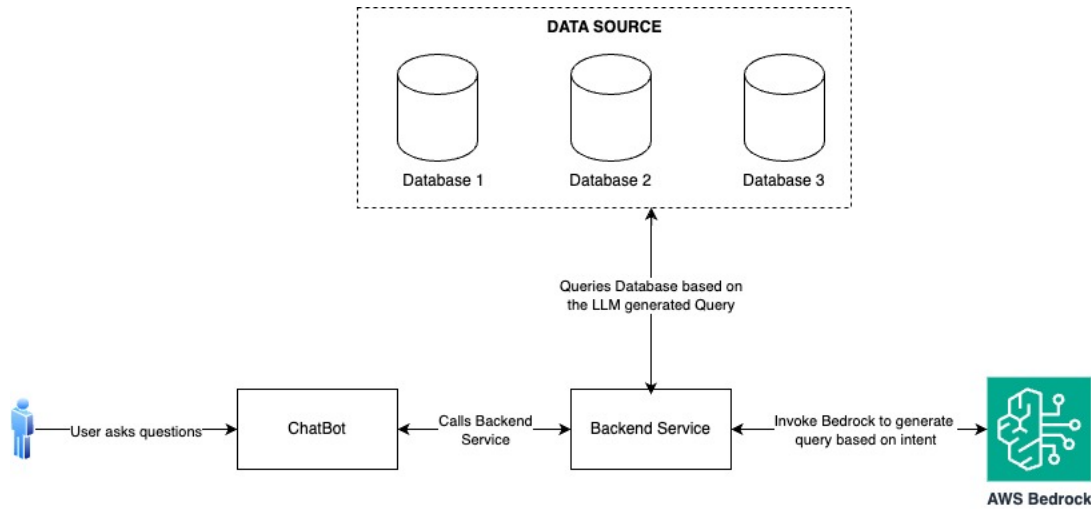 DATA SOURCE
Database 1
Database 2
Database 3
Queries Database based on
the LLM generated Query
User asks questions
ChatBot
Calls Backend
Service
Backend Service
Invoke Bedrock to generate
query based on intent
AWS Bedrock